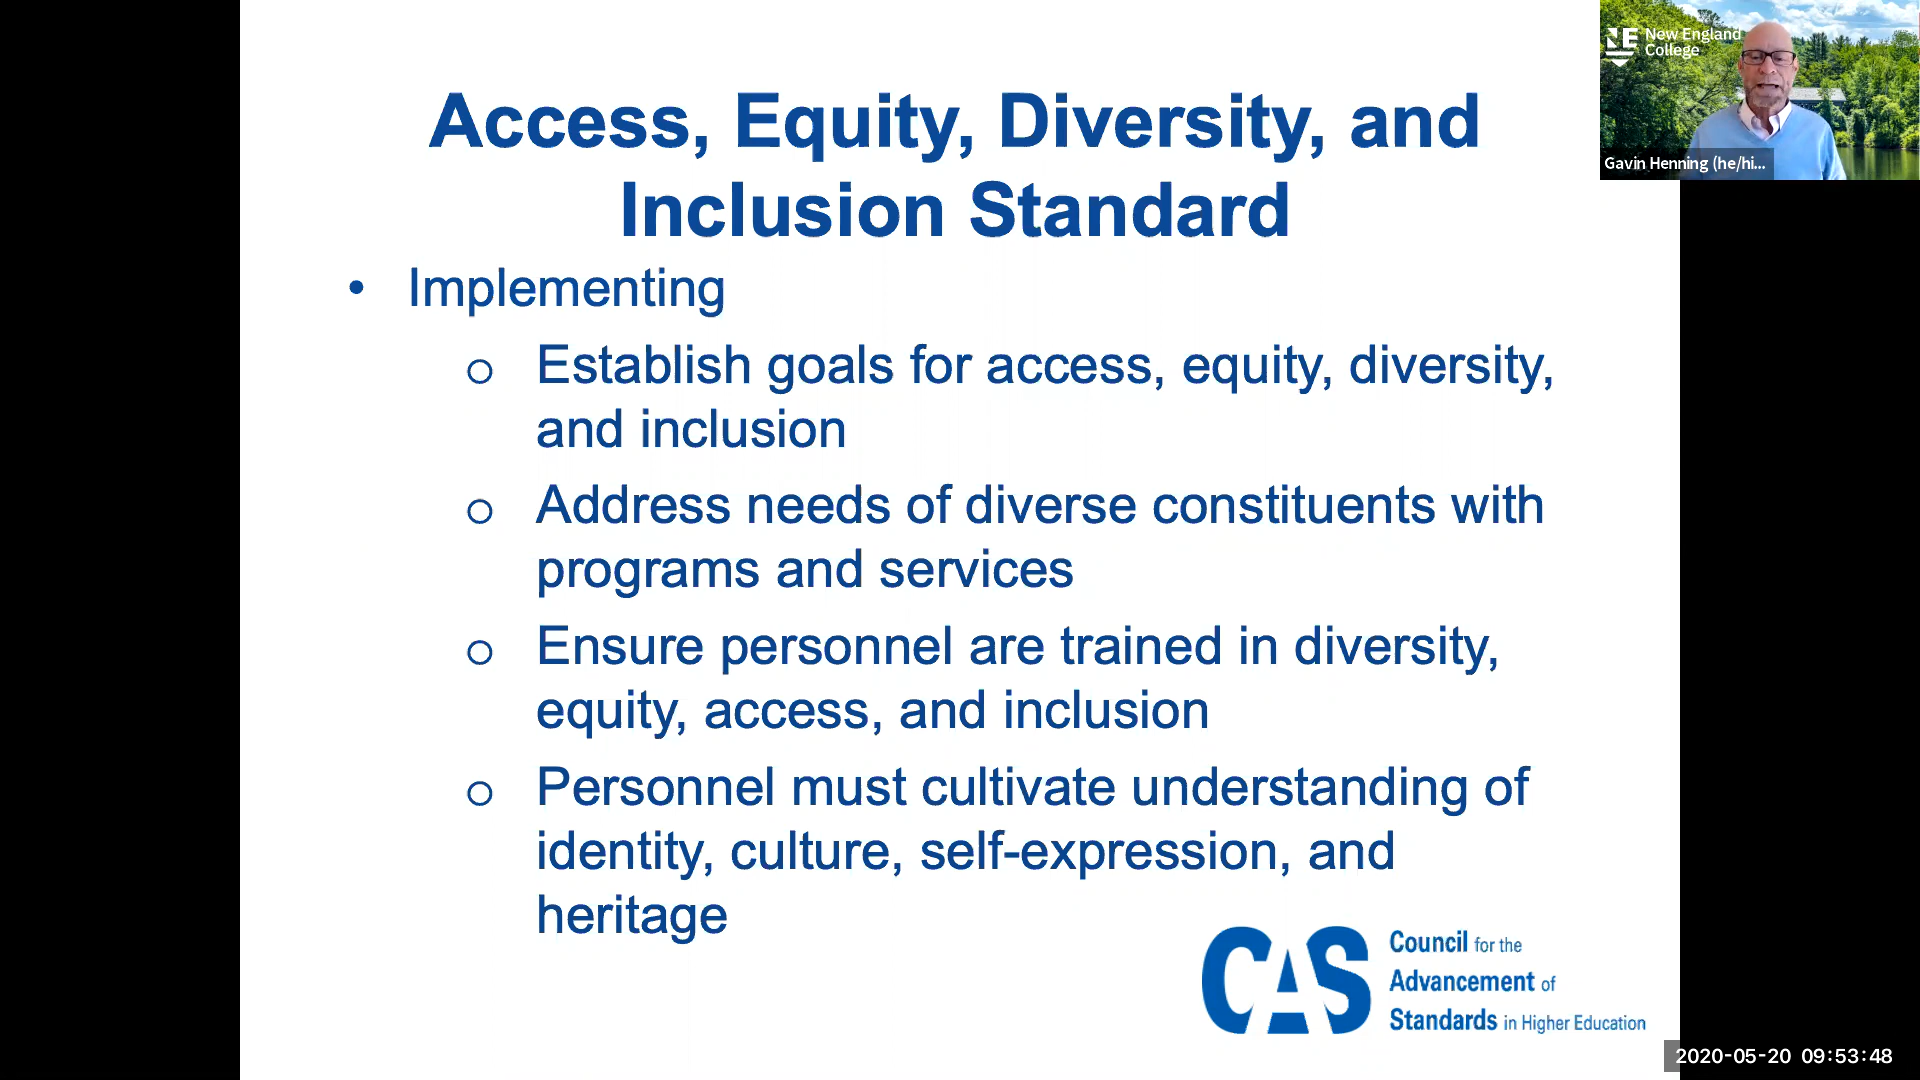 Access, Equity, Diversity, and
Inclusion Standard
• Implementing
o Establish goals for access, equity, diversity,
and inclusion
o Address needs of diverse constituents with
programs and services
o Ensure personnel are trained in diversity,
equity, access, and inclusion
o Personnel must cultivate understanding of
identity, culture, self-expression, and
heritage
CAS
Council for the
Advancement of
Standards in Higher Education
NE
New England
College
Gavin Henning (he/hi...
2020-05-20 09:53:48